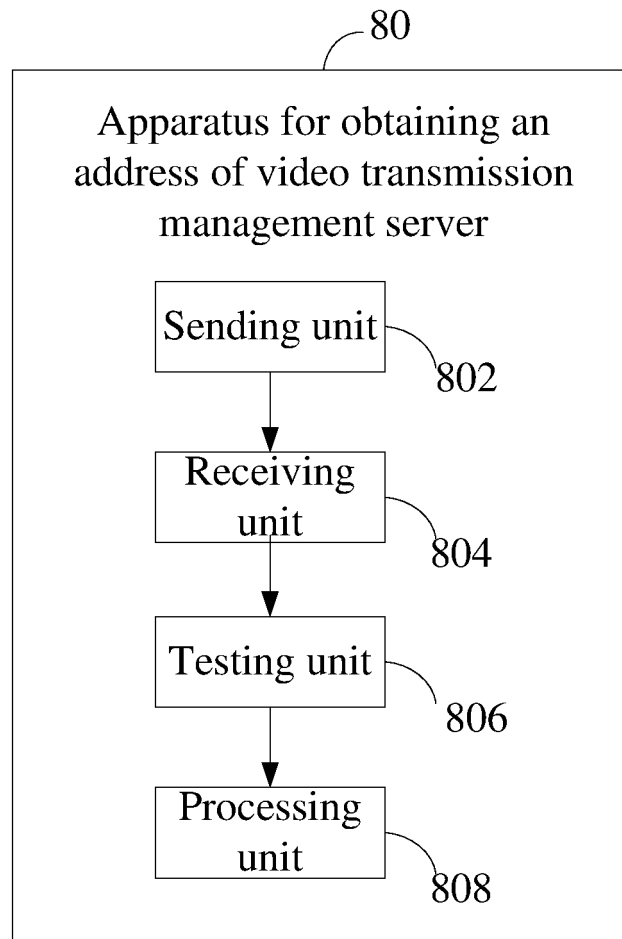 80
Apparatus for obtaining an
address of video transmission
management server
Sending unit
802
Receiving
unit
804
Testing unit
806
Processing
unit
808